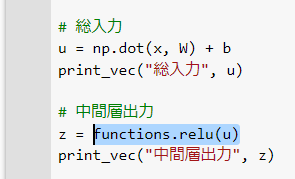 # 総入力
u = np.dot(x, W) + b
print_vec("総入力", u)
# 中間層出力
z = functions.relu(u)
print_vec("中間層出力", z)